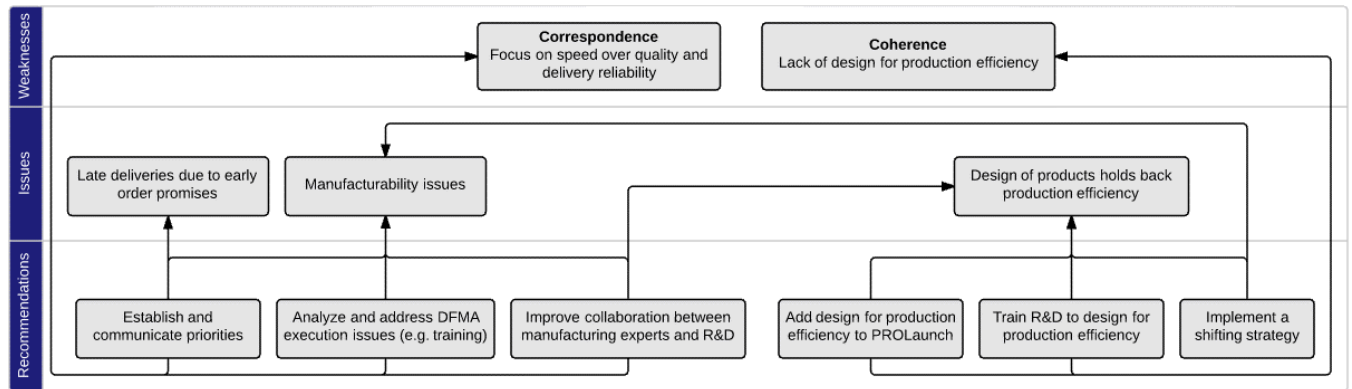 Weaknesses
Correspondence
Focus on speed over quality and
delivery reliability
Coherence
Lack of design for production efficiency
Issues
Late deliveries due to early
order promises
Manufacturability issues
Design of products holds back
production efficiency
Recommendations
Establish and
communicate priorities
Analyze and address DFMA
execution issues (e.g. training)
Improve collaboration between
manufacturing experts and R&D
Add design for production
efficiency to PROLaunch
Train R&D to design for
production efficiency
Implement a
shifting strategy